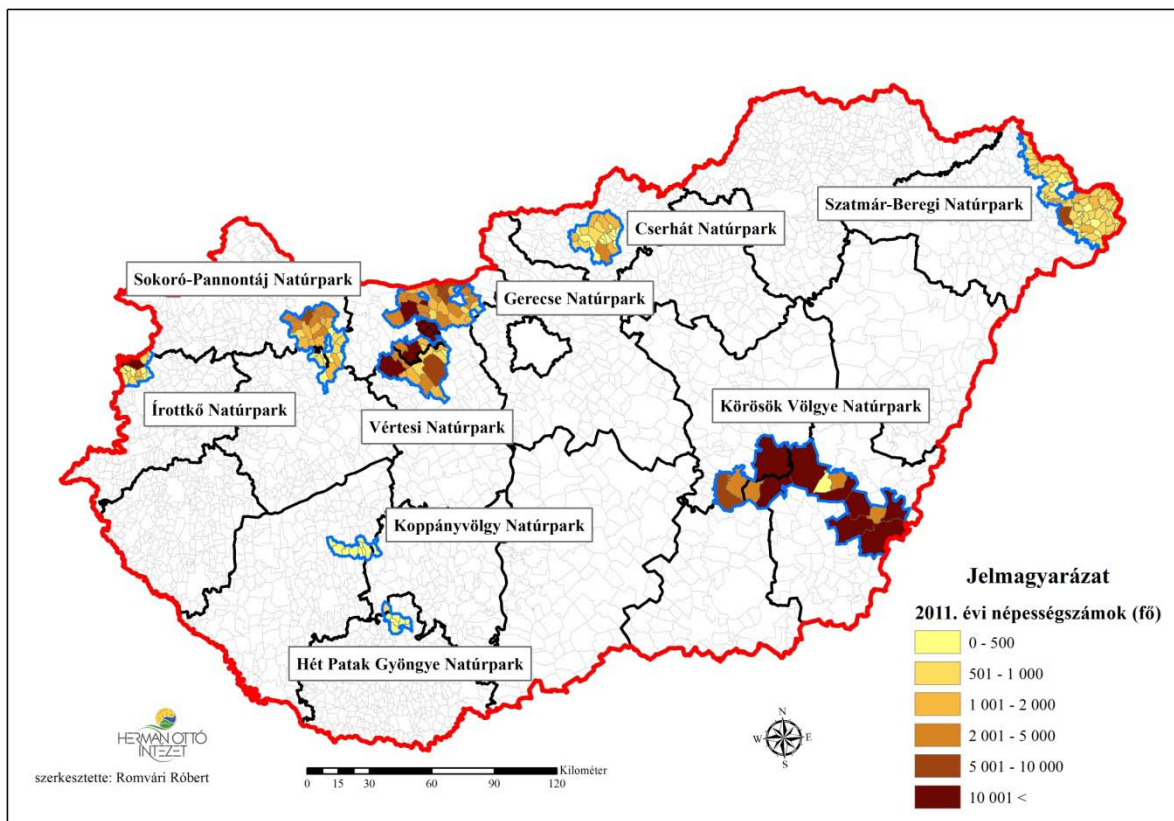 Szatmár-Beregi Natúrpark
Cserhát Natúrpark
Sokoró-Pannontáj Natúrpark
Gerecse Natúrpark
Írottkő Natúrpark
Vértesi Natúrpark
Körösök Völgye Natúrpark
Koppányvölgy Natúrpark
Hét Patak Gyöngye Natúrpark
Jelmagyarázat
2011. évi népességszámok (fő)
0 - 500
501 - 1 000
1 001 - 2 000
2 001 - 5 000
5 001 - 10 000
10 001 <
HERMAN OTTÓ
INTÉZET
szerkesztette: Romvári Róbert
Kilométer
0 15 30 60 90 120
N
W E
S